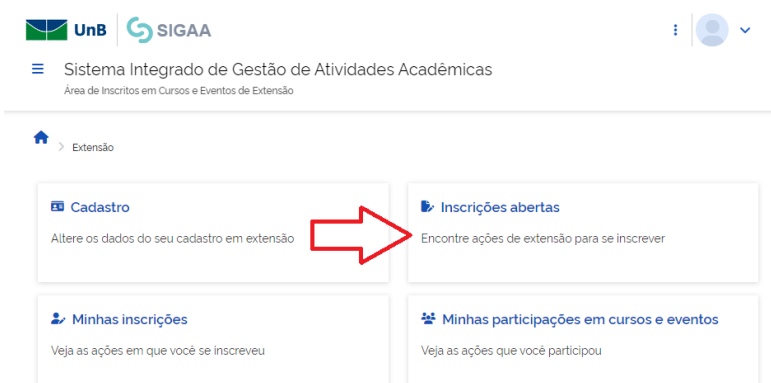 UnB SIGAA
Sistema Integrado de Gestão de Atividades Acadêmicas
Área de Inscritos em Cursos e Eventos de Extensão
Extensão
Cadastro
Altere os dados do seu cadastro em extensão
Inscrições abertas
Encontre ações de extensão para se inscrever
Minhas inscrições
Veja as ações em que você se inscreveu
Minhas participações em cursos e eventos
Veja as ações que você participou